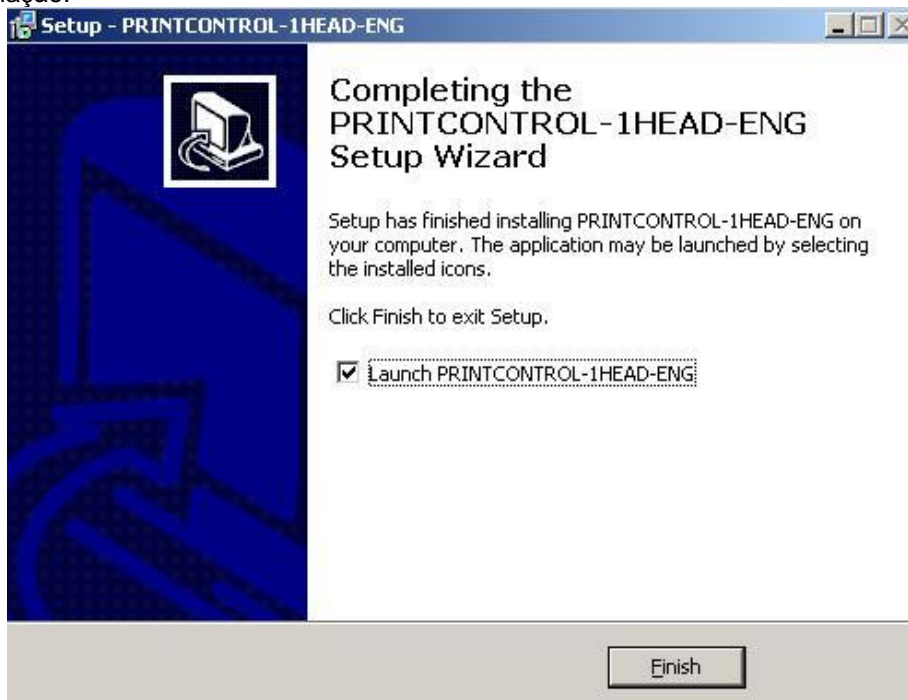 Setup - PRINTCONTROL-1HEAD-ENG
Completing the
PRINTCONTROL-1HEAD-ENG
Setup Wizard
Setup has finished installing PRINTCONTROL-1HEAD-ENG on
your computer. The application may be launched by selecting
the installed icons.
Click Finish to exit Setup.
Launch PRINTCONTROL-1HEAD-ENG
Finish